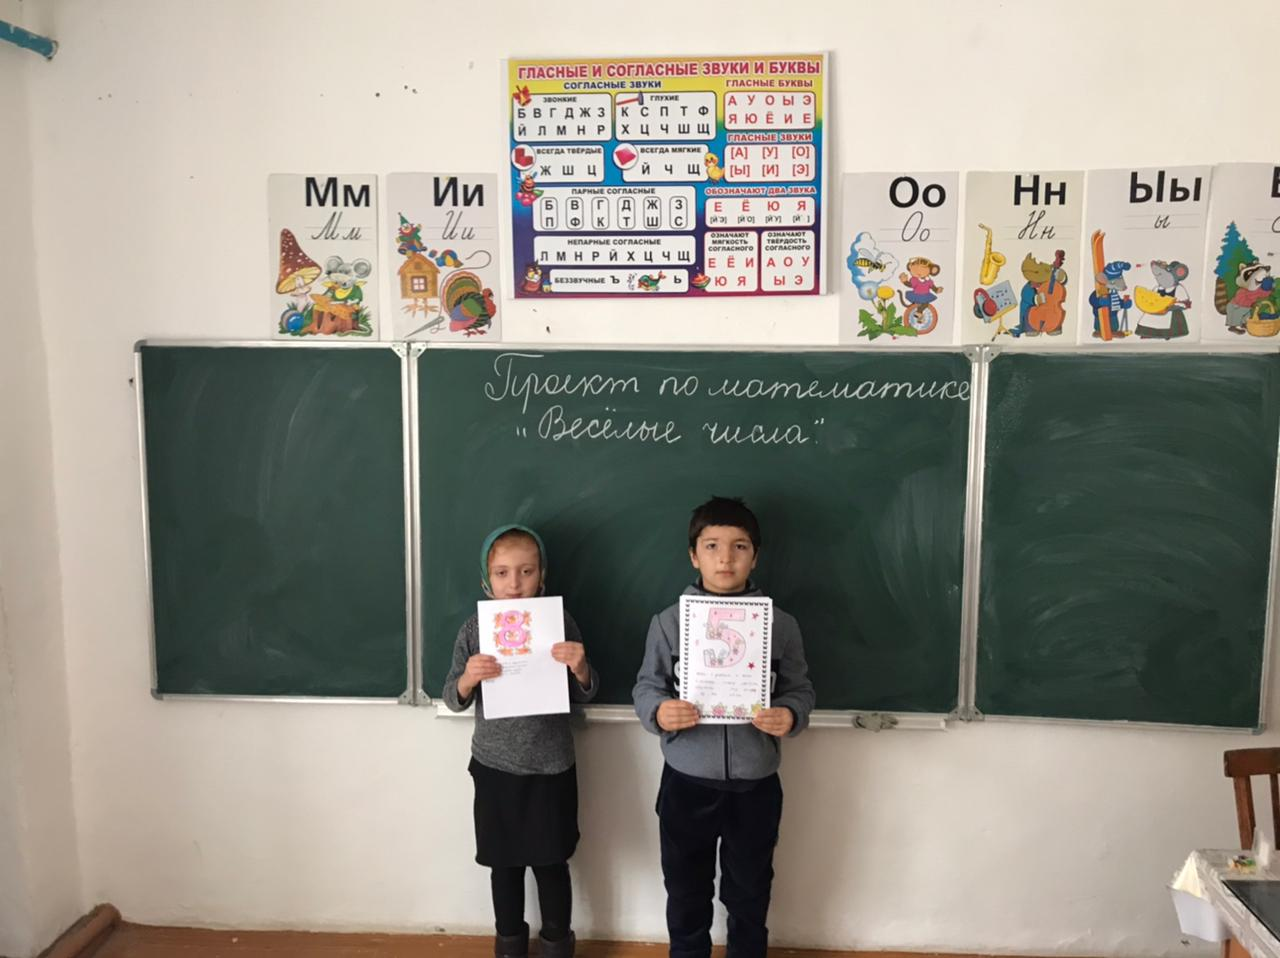 ГЛАСНЫЕ И СОГЛАСНЫЕ ЗВУКИ И БУКВЫ
СОГЛАСНЫЕ ЗВУКИ
ЗВОНКИЕ
Б В Г Д Ж З
Й Л М Н Р
ГЛУХИЕ
К С П Т Ф
Х Ц Ч Ш Щ
ВСЕГДА ТВЁРДЫЕ
Ж Ш Ц
ВСЕГДА МЯГКИЕ
Й Ч Щ
ПАРНЫЕ СОГЛАСНЫЕ
Б В Г Д Ж З
П Ф К Т Ш С
НЕПАРНЫЕ СОГЛАСНЫЕ
Л М Н Р Й Х Ц Ч Щ
БЕЗЗВУЧНЫЕ Ъ Ь
ГЛАСНЫЕ БУКВЫ
А У О Ы Э
Я Ю Ё И Е
ГЛАСНЫЕ ЗВУКИ
[А] [У] [О]
[Ы] [И] [Э]
ОБОЗНАЧАЮТ ДВА ЗВУКА
Е Ё Ю Я
[Й'Э] [Й'О] [Й'У]
ОЗНАЧАЮТ
МЯГКОСТЬ
СОГЛАСНОГО
Е Ё И
Ю Я
ОЗНАЧАЮТ
ТВЁРДОСТЬ
СОГЛАСНОГО
А О У
Ы Э
Мм
Мм
Ии
Ии
Оо
Оо
Нн
Нн
Ыы
ы
Проект по математике
"Весёлые числа"
8
5